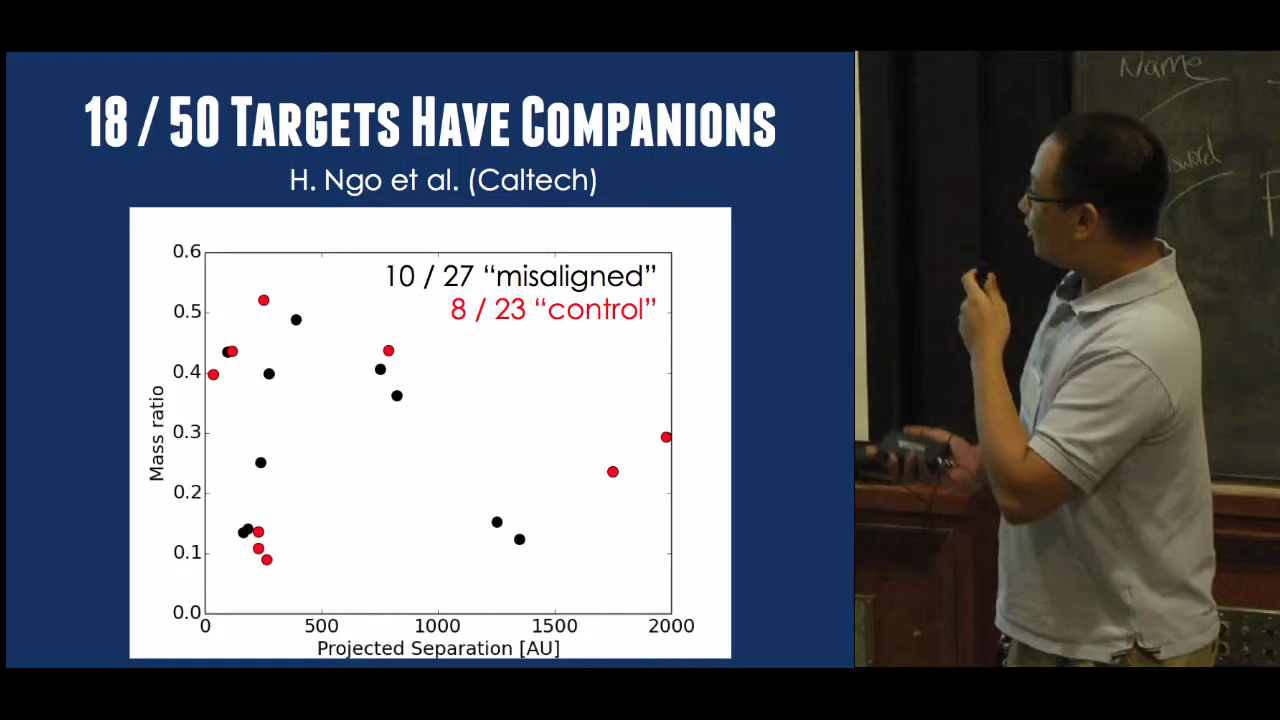 18 / 50 TARGETS HAVE COMPANIONS
H. Ngo et al. (Caltech)
10 / 27 “misaligned”
8 / 23 “control”
0.6
0.5
0.4
0.3
0.2
0.1
0.0
Mass ratio
0 500 1000 1500 2000
Projected Separation [AU]
Name